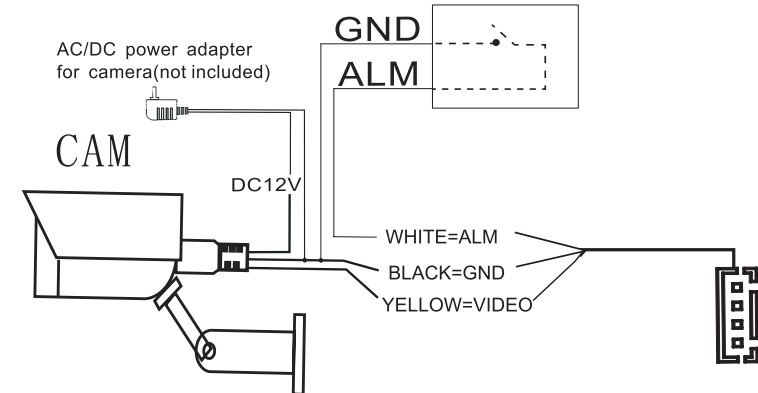 GND
AC/DC power adapter
for camera(not included)
ALM
CAM
DC12V
WHITE=ALM
BLACK=GND
YELLOW=VIDEO